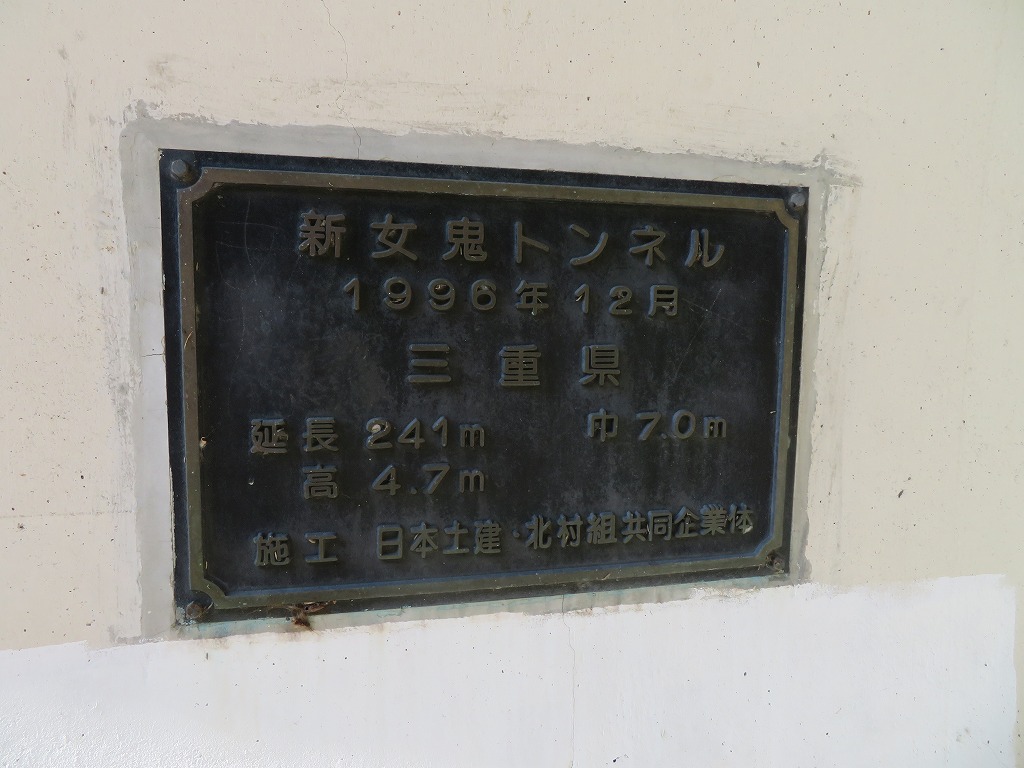 新女鬼トンネル
1996年12月
三重県
延長 241m 巾 7.0m
高 4.7m
施工 日本土建・北村組共同企業体